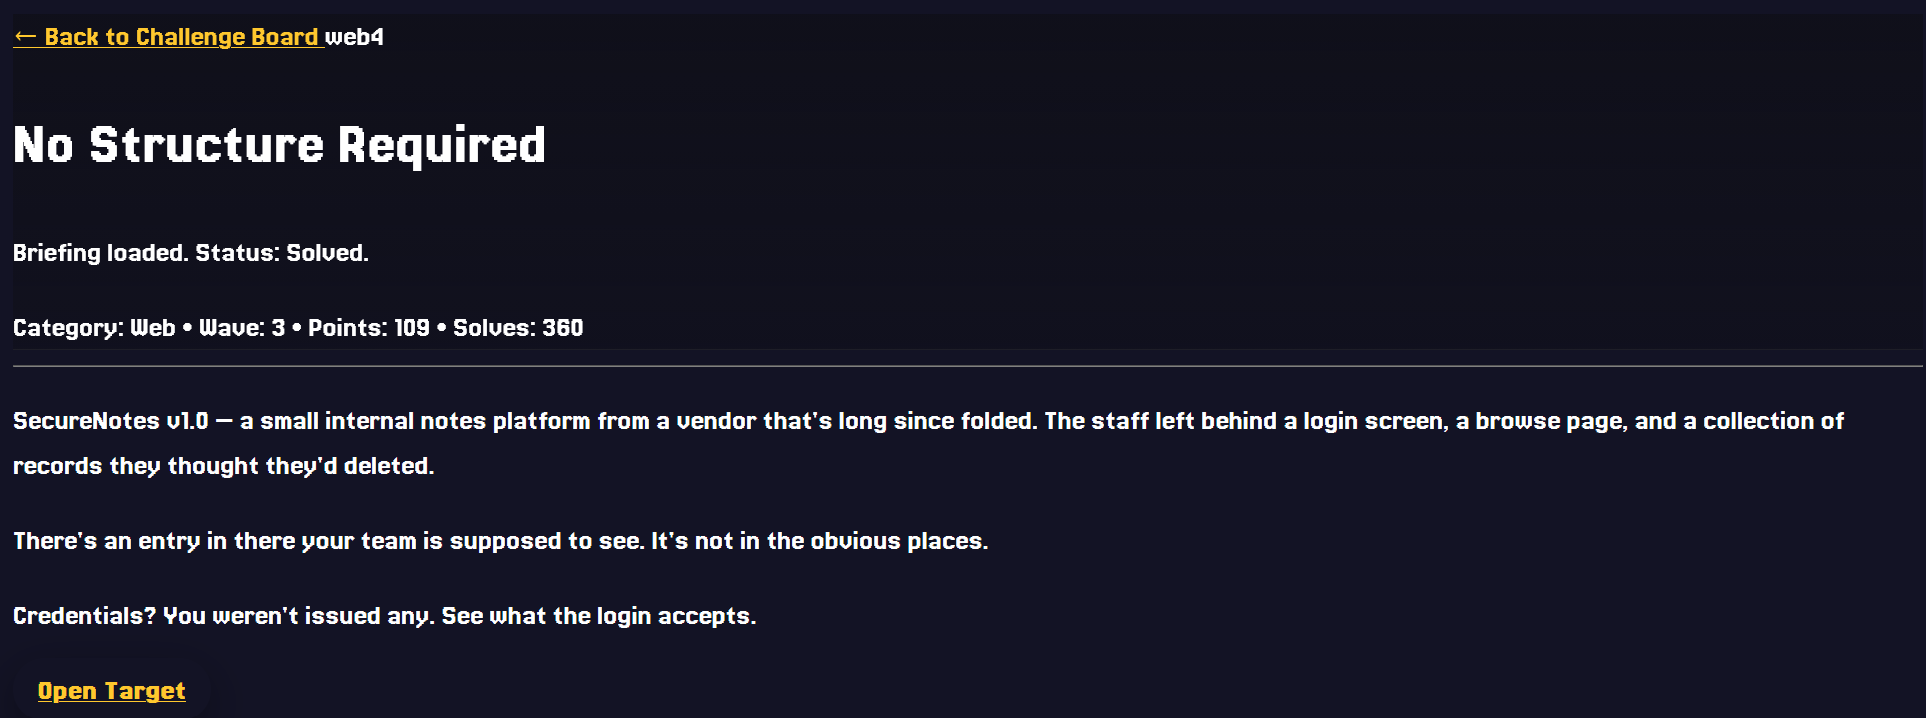 ← Back to Challenge Board web4
No Structure Required
Briefing loaded. Status: Solved.
Category: Web • Wave: 3 • Points: 109 • Solves: 360
SecureNotes v1.0 — a small internal notes platform from a vendor that's long since folded. The staff left behind a login screen, a browse page, and a collection of
records they thought they'd deleted.
There's an entry in there your team is supposed to see. It's not in the obvious places.
Credentials? You weren't issued any. See what the login accepts.
Open Target